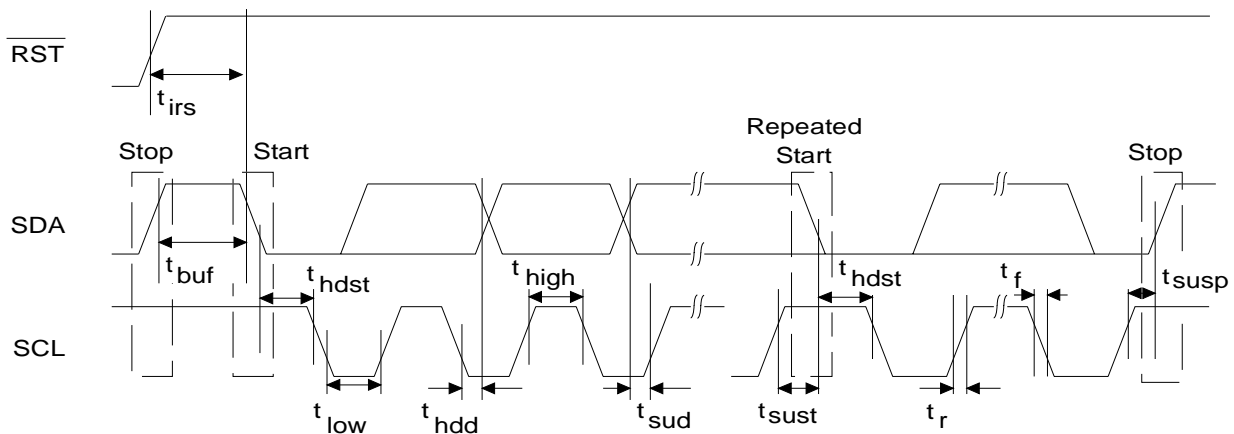 RST
t irs
Repeated
Stop Start Start Stop
SDA
t buf t hdst t high t hdst t f t susp
SCL
t low t hdd t sud t sust t r